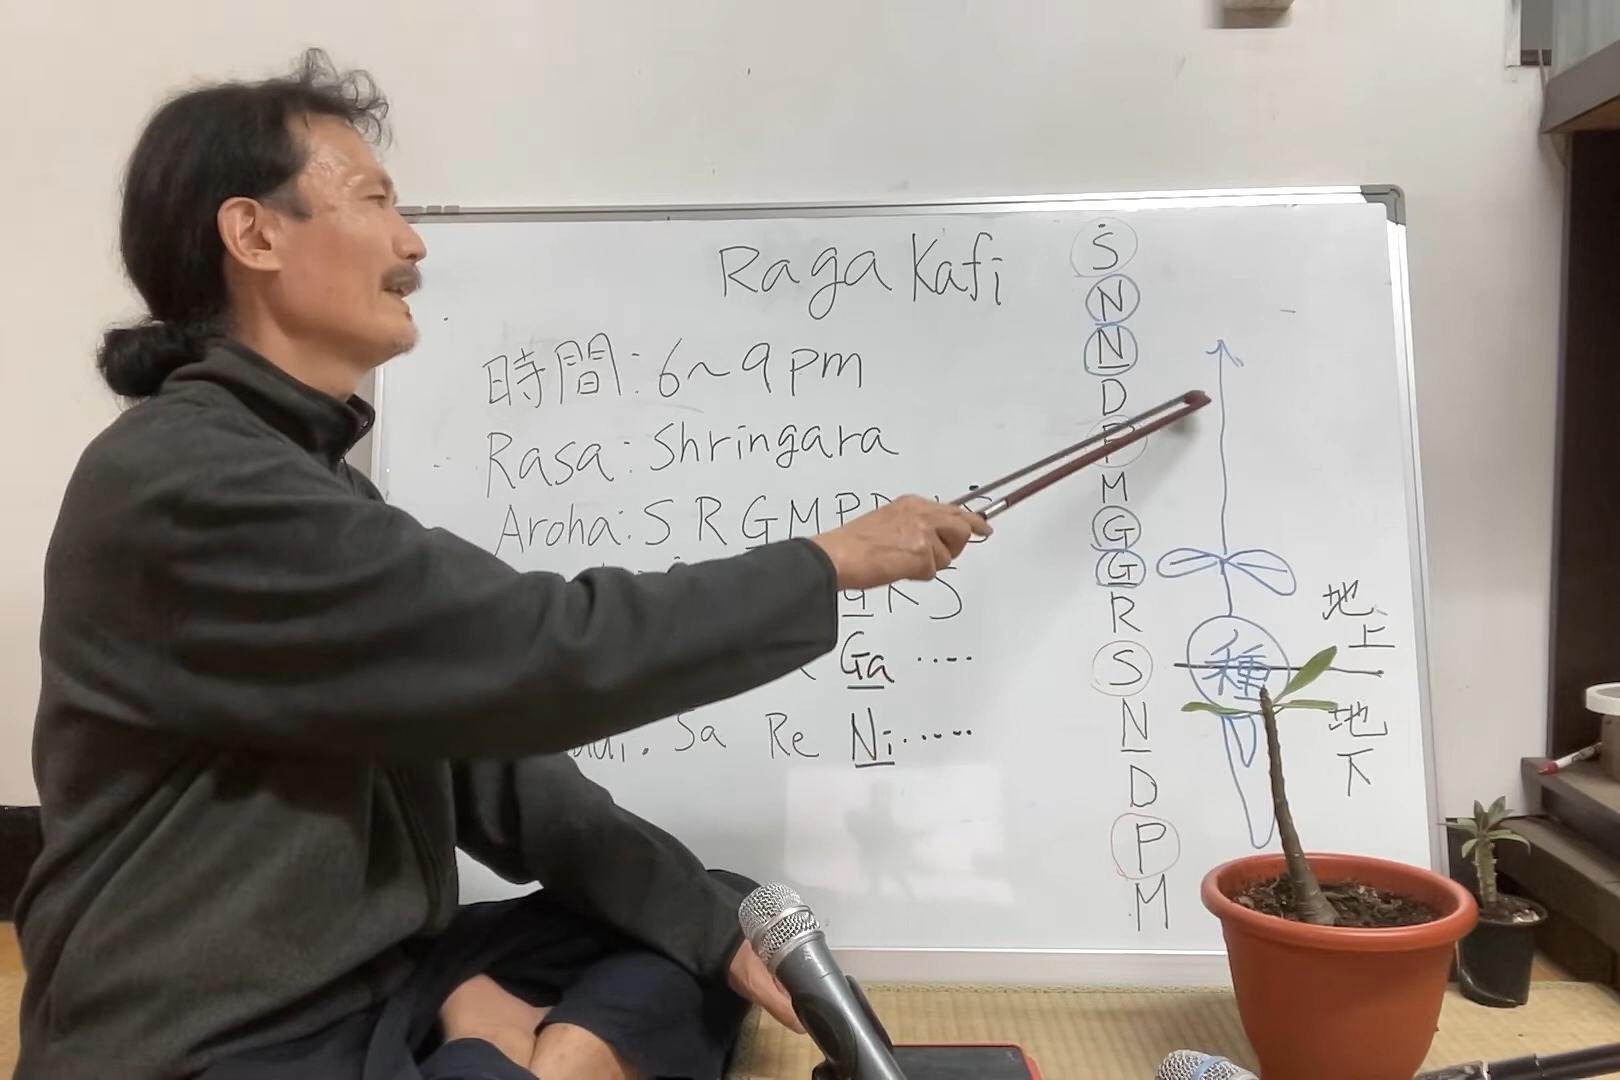 Raga Kafi
時間: 6~9pm
Rasa: Shringara
Aroha: S R G M P
G R S
Ga ....
Sa Re Ni.....
Ṡ
N
N
D
P
M
G
G
R
S
N
D
P
M
種
地上
地下